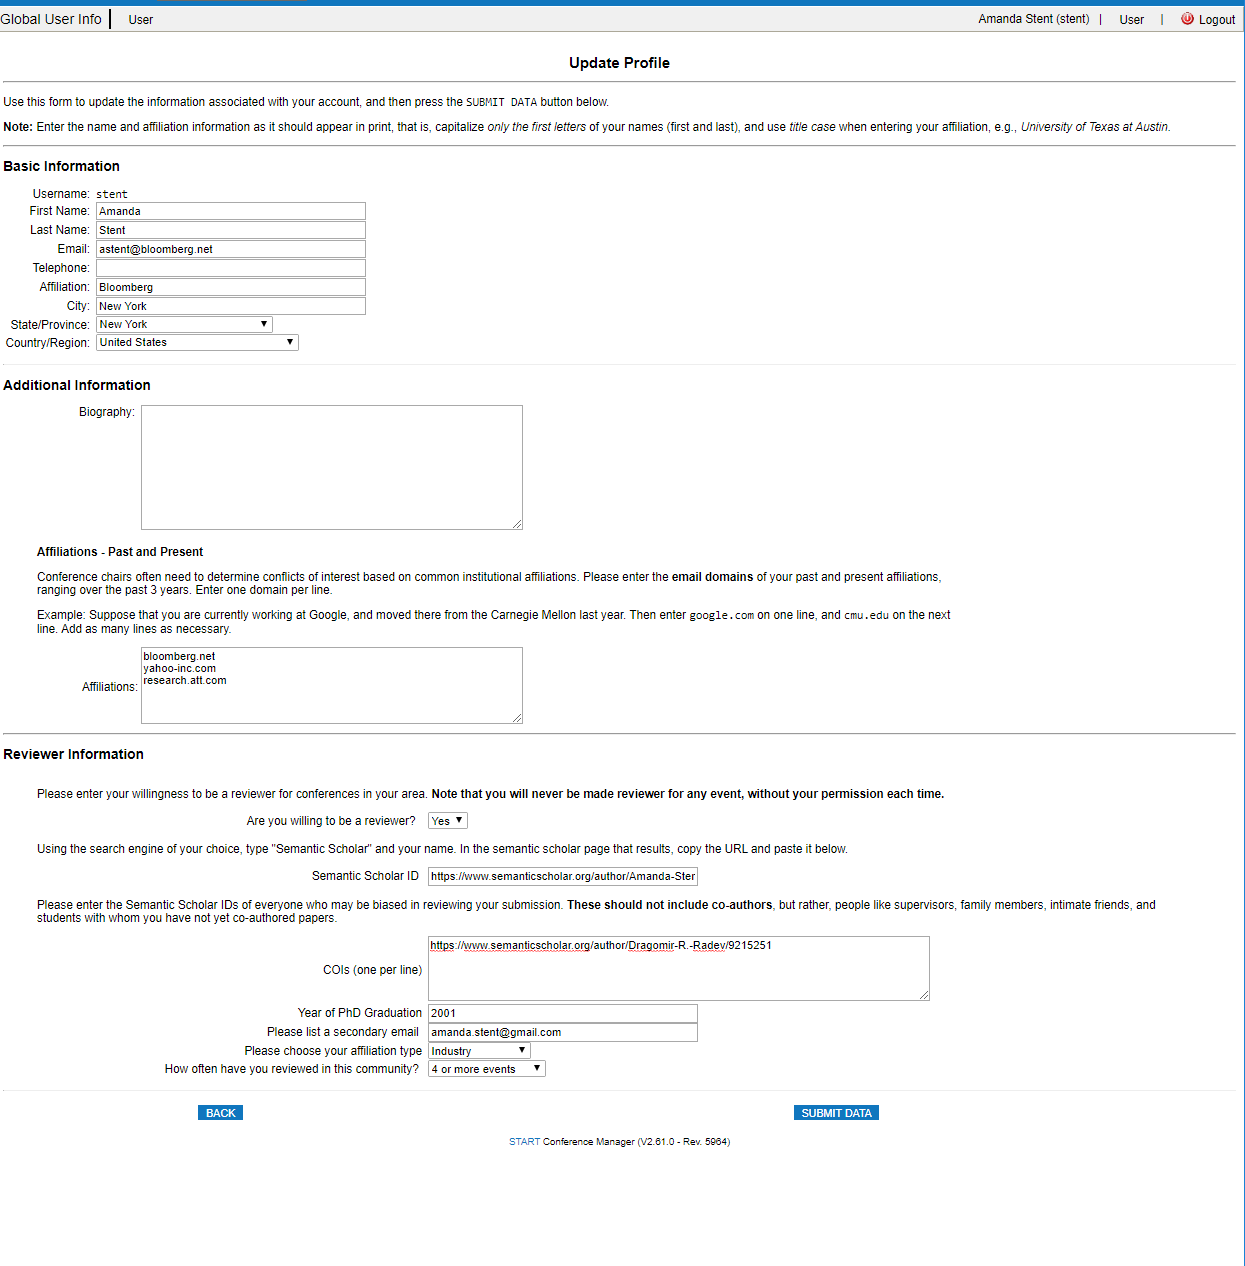 Global User Info | User Amanda Stent (stent) | User | Logout
Update Profile
Use this form to update the information associated with your account, and then press the SUBMIT DATA button below.
Note: Enter the name and affiliation information as it should appear in print, that is, capitalize only the first letters of your names (first and last), and use title case when entering your affiliation, e.g., University of Texas at Austin.
Basic Information
Username: stent
First Name: Amanda
Last Name: Stent
Email: astent@bloomberg.net
Telephone:
Affiliation: Bloomberg
City: New York
State/Province: New York
Country/Region: United States
Additional Information
Biography:
Affiliations - Past and Present
Conference chairs often need to determine conflicts of interest based on common institutional affiliations. Please enter the email domains of your past and present affiliations,
ranging over the past 3 years. Enter one domain per line.
Example: Suppose that you are currently working at Google, and moved there from the Carnegie Mellon last year. Then enter google.com on one line, and cmu.edu on the next
line. Add as many lines as necessary.
bloomberg.net
yahoo-inc.com
research.att.com
Affiliations:
Reviewer Information
Please enter your willingness to be a reviewer for conferences in your area. Note that you will never be made reviewer for any event, without your permission each time.
Are you willing to be a reviewer? Yes
Using the search engine of your choice, type "Semantic Scholar" and your name. In the semantic scholar page that results, copy the URL and paste it below.
Semantic Scholar ID https://www.semanticscholar.org/author/Amanda-Ster
Please enter the Semantic Scholar IDs of everyone who may be biased in reviewing your submission. These should not include co-authors, but rather, people like supervisors, family members, intimate friends, and
students with whom you have not yet co-authored papers.
https://www.semanticscholar.org/author/Dragomir-R.-Radev/9215251
COIs (one per line)
Year of PhD Graduation 2001
Please list a secondary email amanda.stent@gmail.com
Please choose your affiliation type Industry
How often have you reviewed in this community? 4 or more events
BACK SUBMIT DATA
START Conference Manager (V2.61.0 - Rev. 5964)